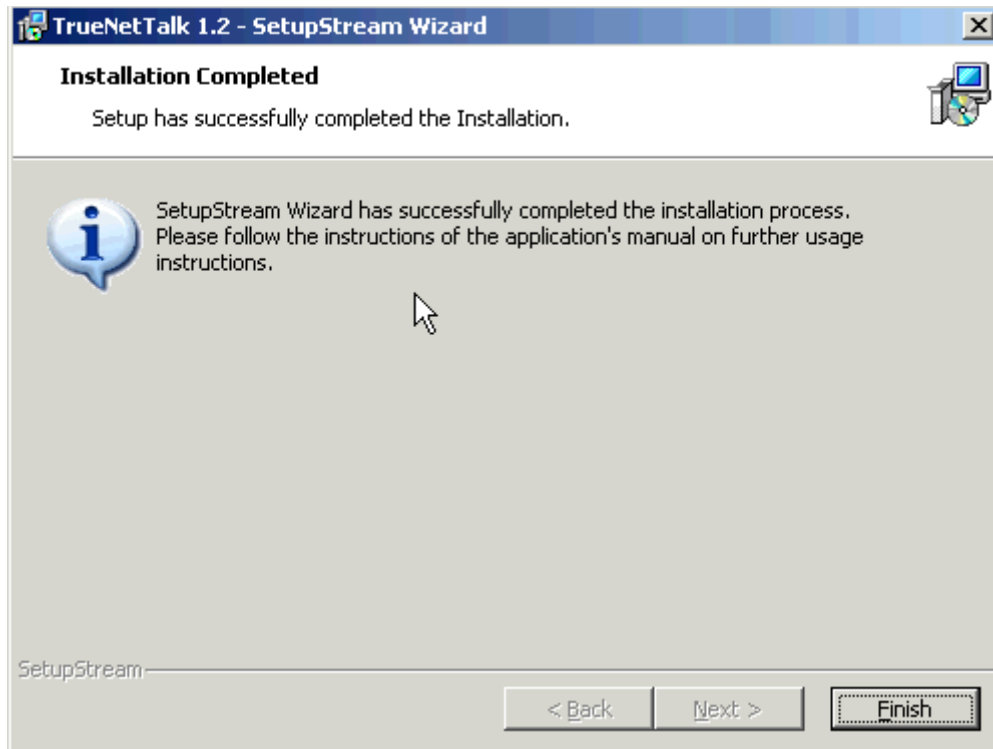 TrueNetTalk 1.2 - SetupStream Wizard
Installation Completed
Setup has successfully completed the Installation.
SetupStream Wizard has successfully completed the installation process.
Please follow the instructions of the application's manual on further usage
instructions.
SetupStream
< Back
Next >
Finish